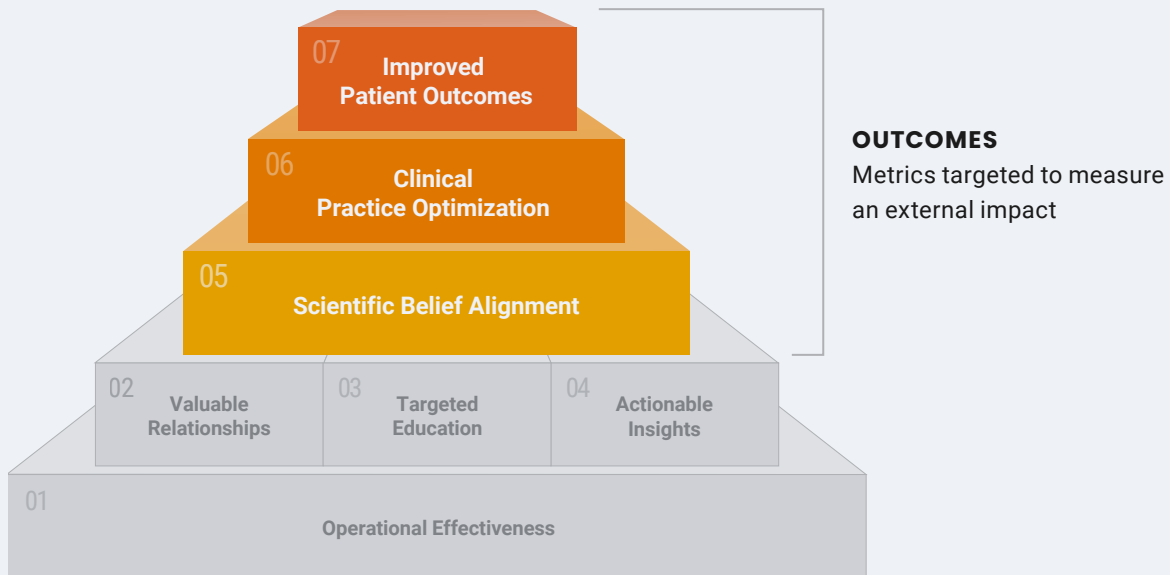 07
Improved
Patient Outcomes
06
Clinical
Practice Optimization
OUTCOMES
Metrics targeted to measure
an external impact
05
Scientific Belief Alignment
02
Valuable
Relationships
03
Targeted
Education
04
Actionable
Insights
01
Operational Effectiveness